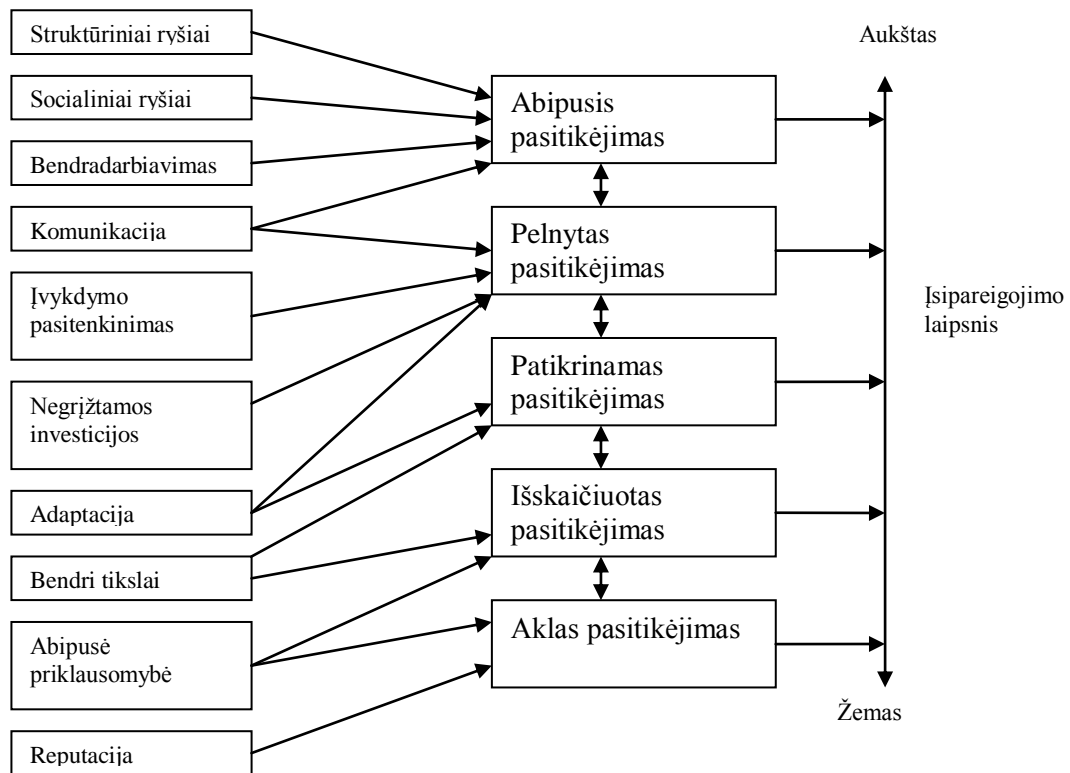 Struktūriniai ryšiai
Socialiniai ryšiai
Bendradarbiavimas
Komunikacija
Įvykdymo
pasitenkinimas
Negrįžtamos
investicijos
Adaptacija
Bendri tikslai
Abipusė
priklausomybė
Reputacija
Abipusis
pasitikėjimas
Pelnytas
pasitikėjimas
Patikrinamas
pasitikėjimas
Išskaičiuotas
pasitikėjimas
Aklas pasitikėjimas
Aukštas
Įsipareigojimo
laipsnis
Žemas